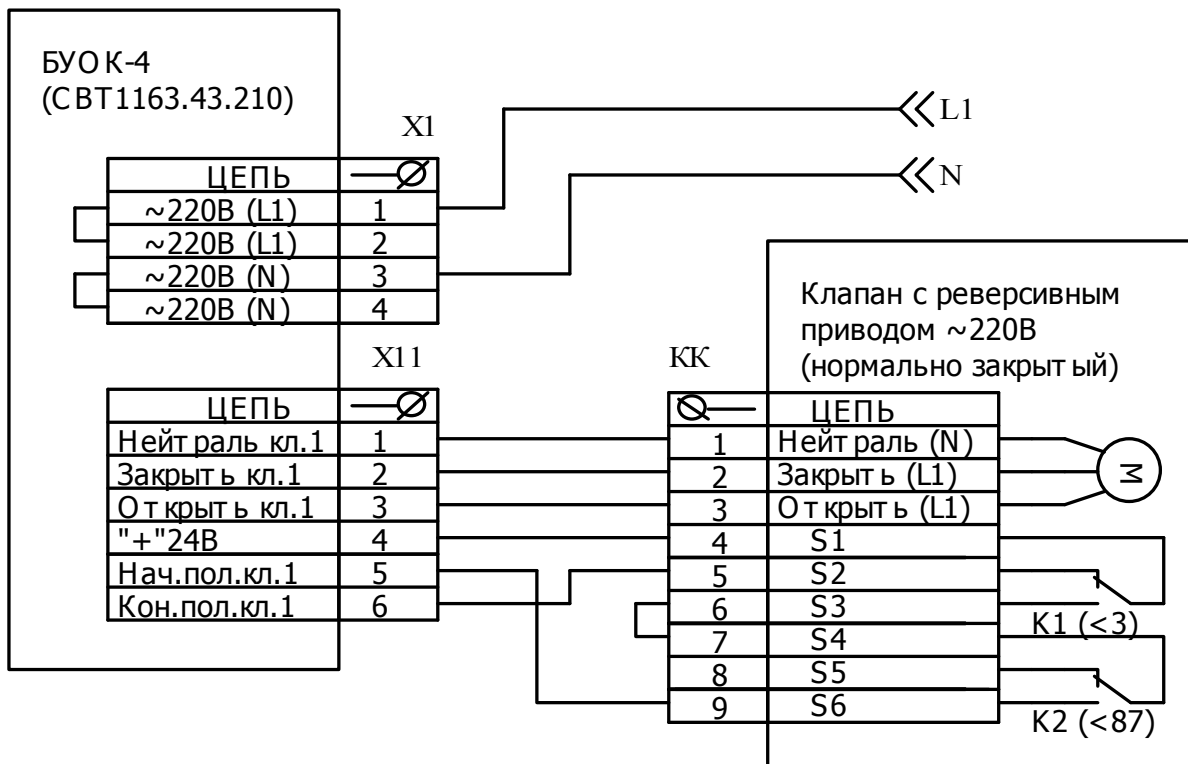 БУОК-4
(СВТ1163.43.210)
X1
ЦЕПЬ
~220В (L1) 1
~220В (L1) 2
~220В (N) 3
~220В (N) 4
L1
N
Клапан с реверсивным
приводом ~220В
(нормально закрытый)
X11
ЦЕПЬ
Нейтраль кл.1 1
Закрыть кл.1 2
Открыть кл.1 3
"+"24В 4
Нач.пол.кл.1 5
Кон.пол.кл.1 6
КК
ЦЕПЬ
1 Нейтраль (N)
2 Закрыть (L1)
3 Открыть (L1)
4 S1
5 S2
6 S3
7 S4
8 S5
9 S6
M
К1 (<3)
К2 (<87)